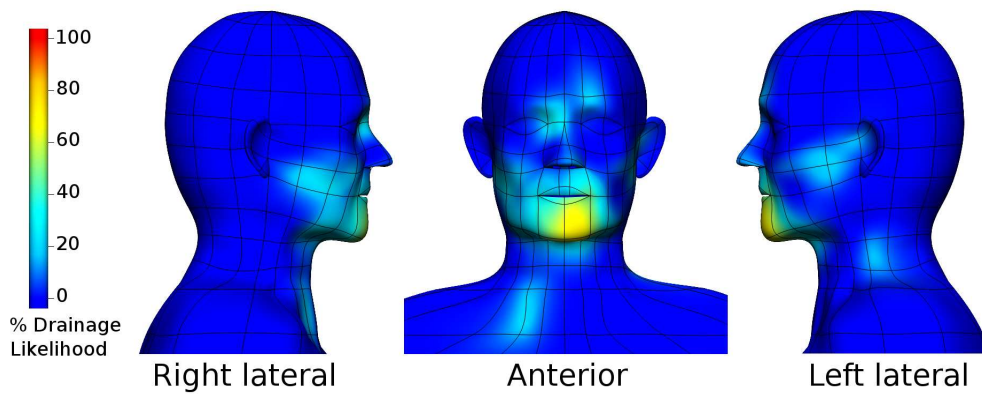 100
80
60
40
20
0
% Drainage
Likelihood
Right lateral
Anterior
Left lateral